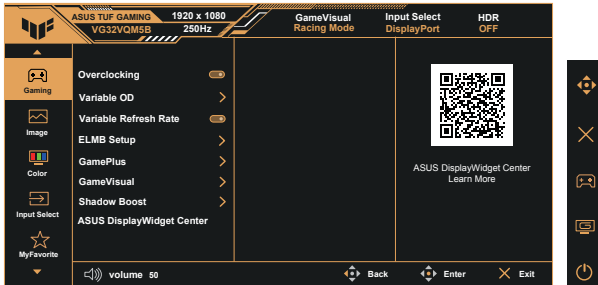 ASUS TUF GAMING 1920 x 1080
VG32VQM5B 250Hz
GameVisual Input Select HDR
Racing Mode DisplayPort OFF
Gaming
Image
Color
Input Select
MyFavorite
Overclocking
Variable OD
Variable Refresh Rate
ELMB Setup
GamePlus
GameVisual
Shadow Boost
ASUS DisplayWidget Center
ASUS DisplayWidget Center
Learn More
volume 50
Back Enter Exit